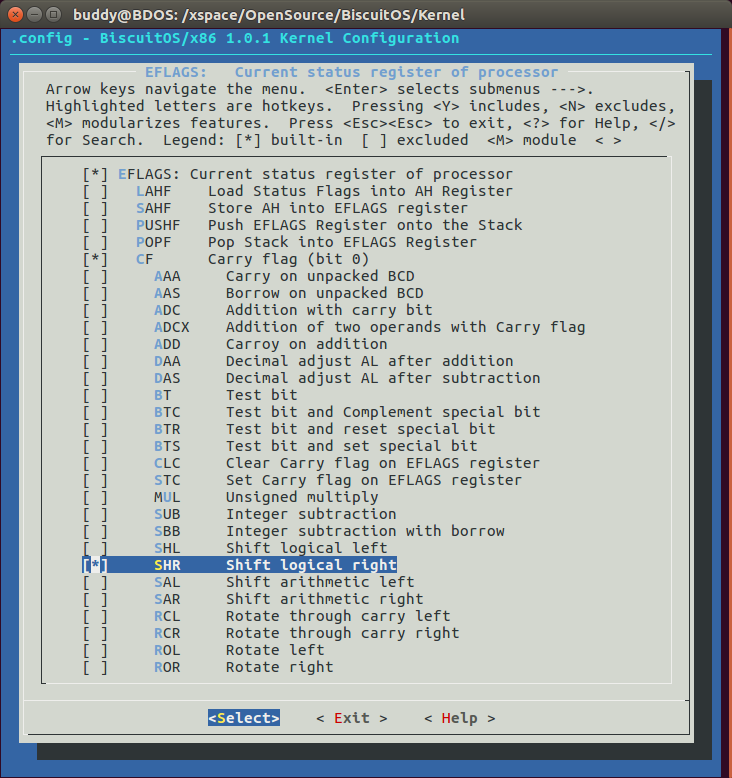 buddy@BDOS: /xspace/OpenSource/BiscuitOS/Kernel
.config - BiscuitOS/x86 1.0.1 Kernel Configuration
EFLAGS:   Current status register of processor
Arrow keys navigate the menu.  <Enter> selects submenus --->.
Highlighted letters are hotkeys.  Pressing <Y> includes, <N> excludes,
<M> modularizes features.  Press <Esc><Esc> to exit, <?> for Help, </>
for Search.  Legend: [*] built-in  [ ] excluded  <M> module  < >
[*] EFLAGS: Current status register of processor
[ ]   LAHF    Load Status Flags into AH Register
[ ]   SAHF    Store AH into EFLAGS register
[ ]   PUSHF   Push EFLAGS Register onto the Stack
[ ]   POPF    Pop Stack into EFLAGS Register
[*]   CF      Carry flag (bit 0)
[ ]     AAA     Carry on unpacked BCD
[ ]     AAS     Borrow on unpacked BCD
[ ]     ADC     Addition with carry bit
[ ]     ADCX    Addition of two operands with Carry flag
[ ]     ADD     Carroy on addition
[ ]     DAA     Decimal adjust AL after addition
[ ]     DAS     Decimal adjust AL after subtraction
[ ]     BT      Test bit
[ ]     BTC     Test bit and Complement special bit
[ ]     BTR     Test bit and reset special bit
[ ]     BTS     Test bit and set special bit
[ ]     CLC     Clear Carry flag on EFLAGS register
[ ]     STC     Set Carry flag on EFLAGS register
[ ]     MUL     Unsigned multiply
[ ]     SUB     Integer subtraction
[ ]     SBB     Integer subtraction with borrow
[ ]     SHL     Shift logical left
[*]     SHR     Shift logical right
[ ]     SAL     Shift arithmetic left
[ ]     SAR     Shift arithmetic right
[ ]     RCL     Rotate through carry left
[ ]     RCR     Rotate through carry right
[ ]     ROL     Rotate left
[ ]     ROR     Rotate right
<Select>    < Exit >    < Help >